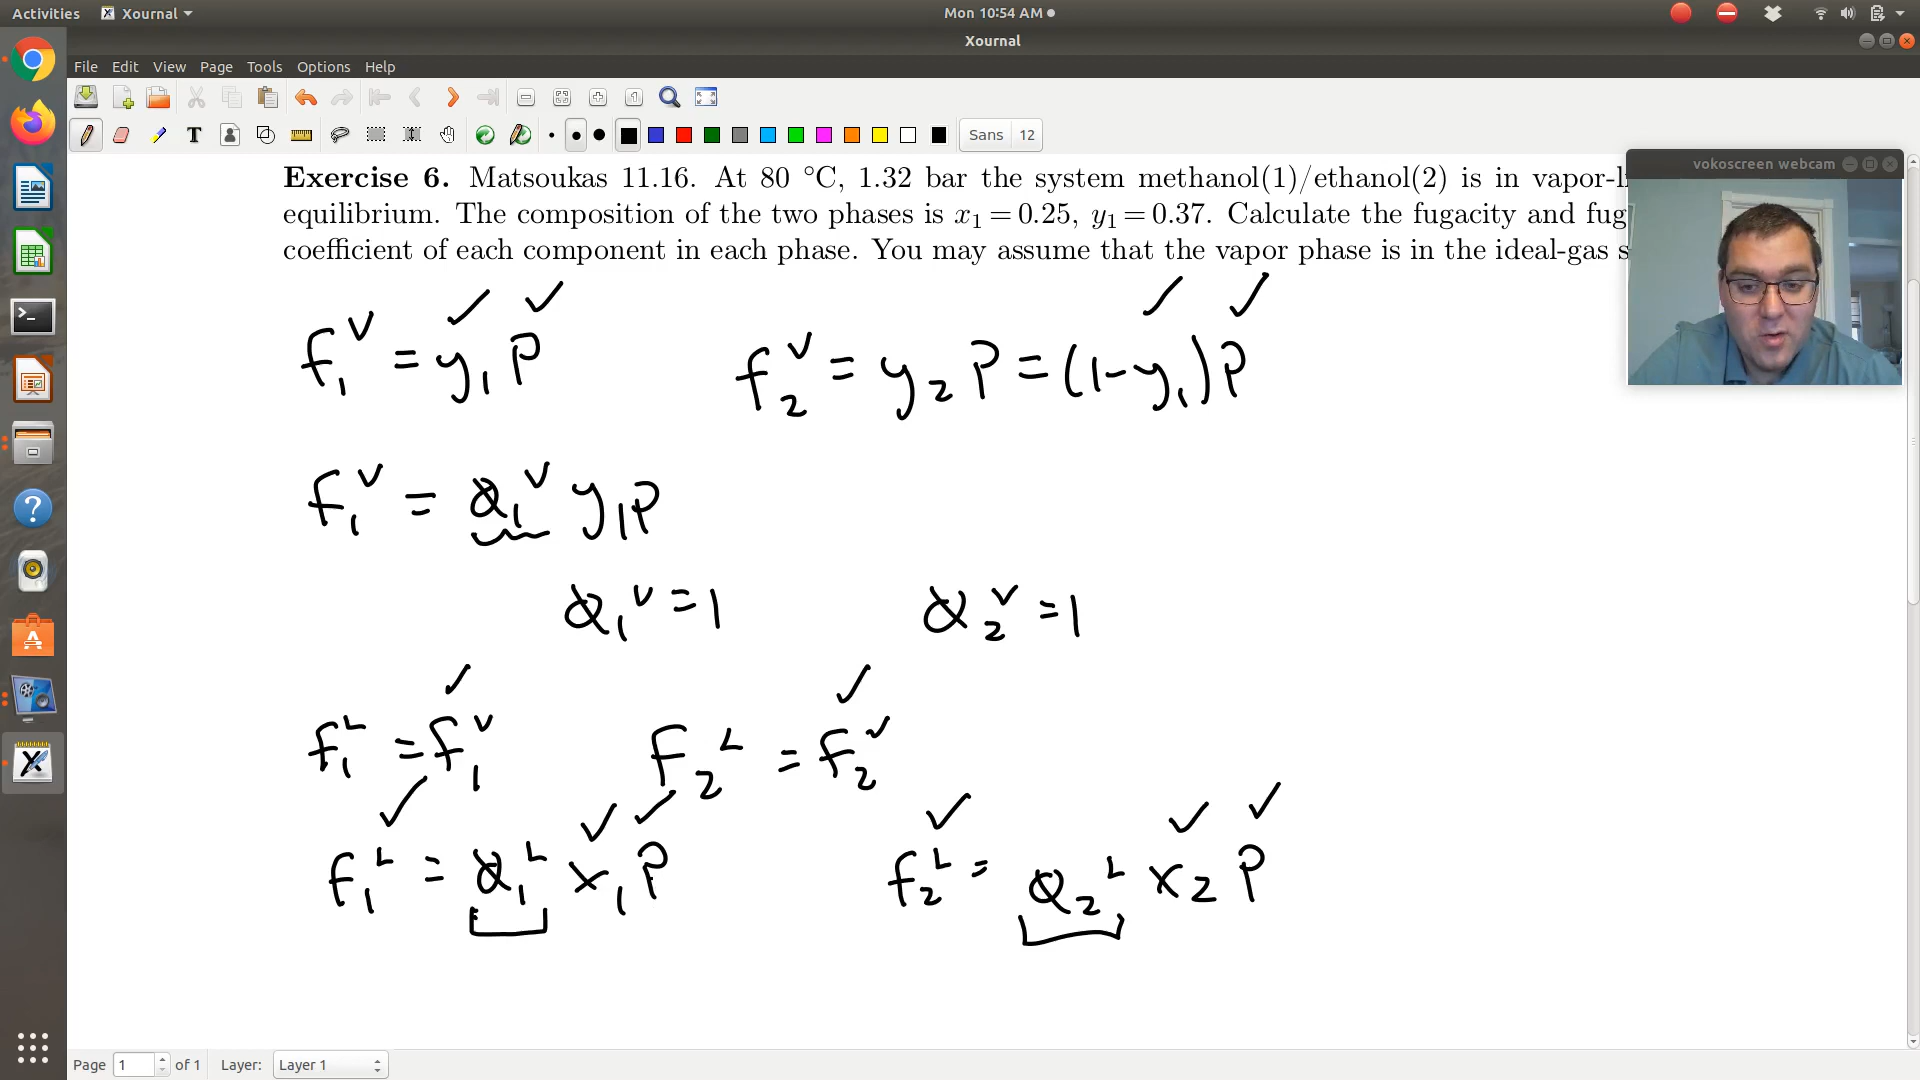 Activities Xournal Mon 10:54 AM
Xournal
File Edit View Page Tools Options Help
Sans 12
vokoscreen webcam
Exercise 6. Matsoukas 11.16. At 80 °C, 1.32 bar the system methanol(1)/ethanol(2) is in
equilibrium. The composition of the two phases is x₁ = 0.25, y₁ = 0.37. Calculate the fugacity and
coefficient of each component in each phase. You may assume that the vapor phase is in the ideal-gas
✓ ✓ ✓ ✓
f₁ⱽ = y₁ P f₂ⱽ = y₂ P = (1-y₁) P
f₁ⱽ = Φ₁ⱽ y₁P
Φ₁ⱽ = 1 Φ₂ⱽ = 1
✓ ✓
f₁ᴸ = f₁ⱽ f₂ᴸ = f₂ⱽ
✓ ✓ ✓ ✓ ✓ ✓
f₁ᴸ = Φ₁ᴸ x₁ P f₂ᴸ = Φ₂ᴸ x₂ P
Page 1 of 1 Layer: Layer 1